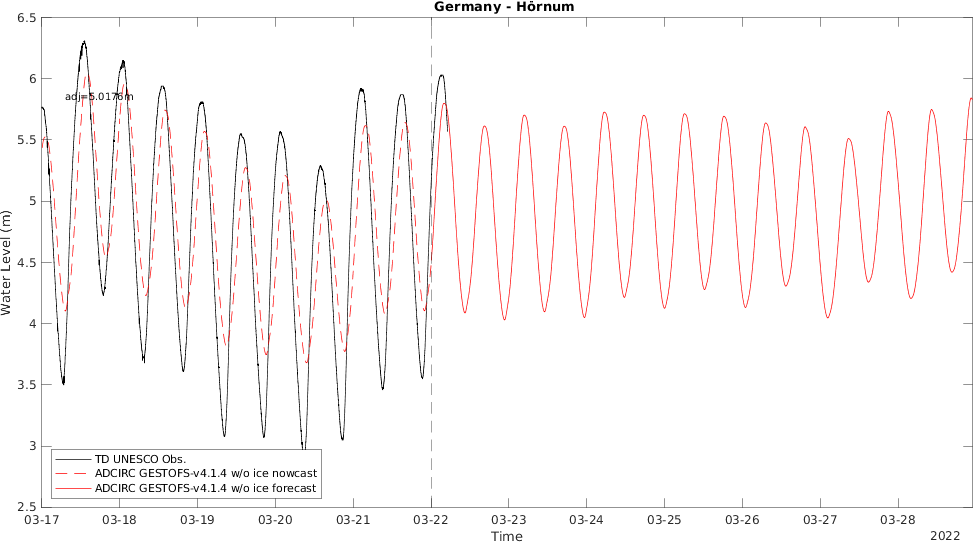 Germany - Hörnum
6.5
6
5.5
5
4.5
4
3.5
3
2.5
Water Level (m)
adj=5.0176m
TD UNESCO Obs.
ADCIRC GESTOFS-v4.1.4 w/o ice nowcast
ADCIRC GESTOFS-v4.1.4 w/o ice forecast
03-17 03-18 03-19 03-20 03-21 03-22 03-23 03-24 03-25 03-26 03-27 03-28
Time
2022